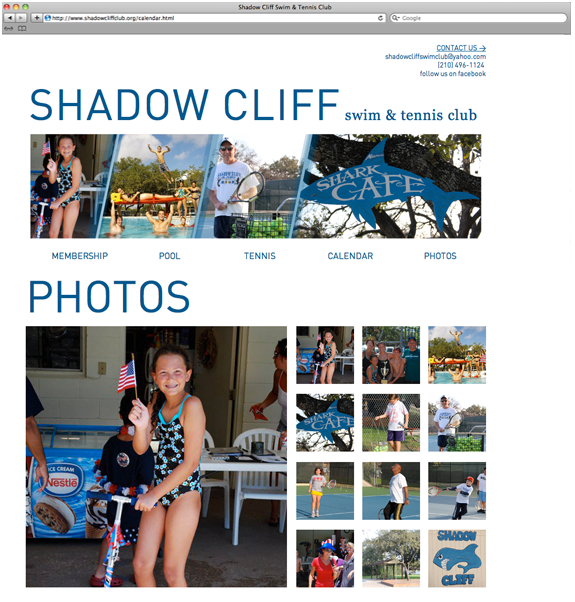 Shadow Cliff Swim & Tennis Club
http://www.shadowcliffclub.org/calendar.html
Google
CONTACT US →
shadowcliffswimclub@yahoo.com
(210) 496-1124
follow us on facebook
SHADOW CLIFF swim & tennis club
SHARK
CAFE
MEMBERSHIP POOL TENNIS CALENDAR PHOTOS
PHOTOS
ICE CREAM
Nestle
SHARK
CAFE
SHADOW
CLIFF